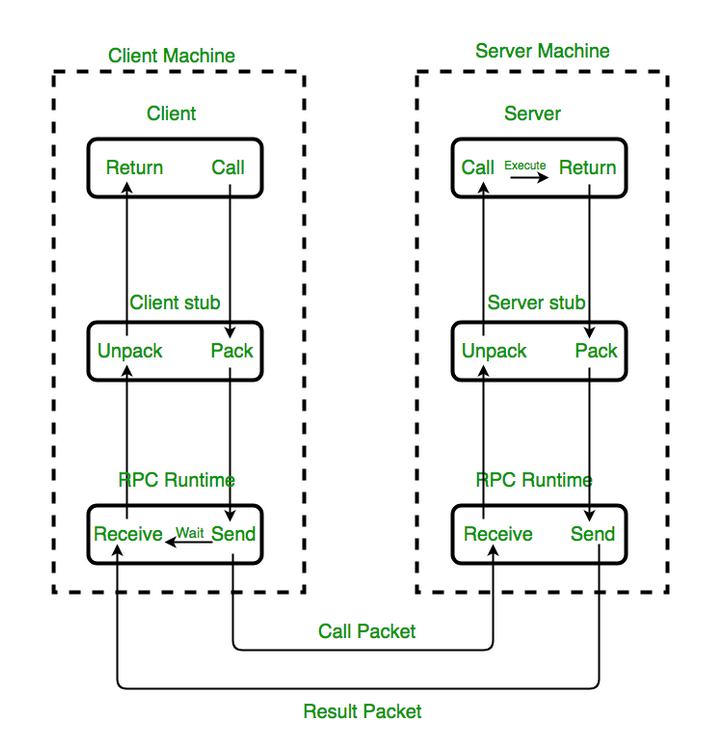 Client Machine
Server Machine
Client
Server
Return Call
Call Execute Return
Client stub
Server stub
Unpack Pack
Unpack Pack
RPC Runtime
RPC Runtime
Receive Wait Send
Receive Send
Call Packet
Result Packet